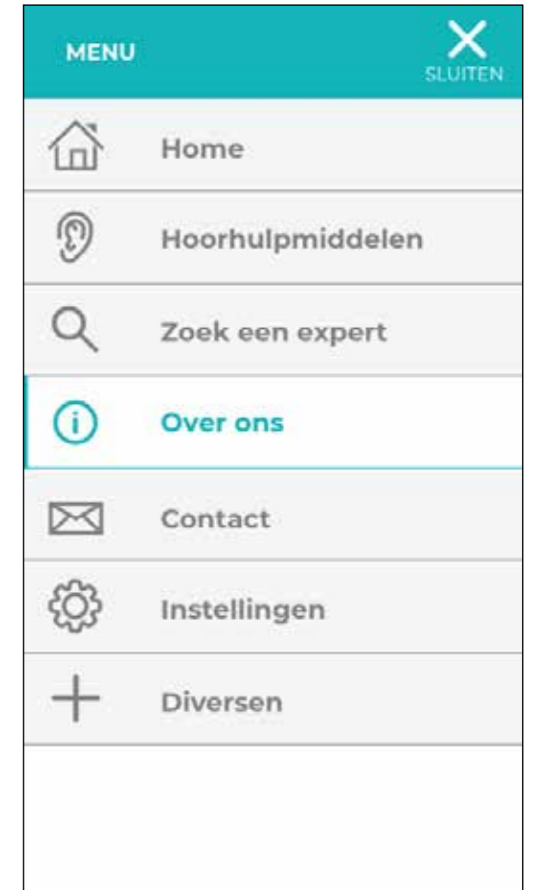 MENU
SLUITEN
Home
Hoorhulpmiddelen
Zoek een expert
Over ons
Contact
Instellingen
Diversen